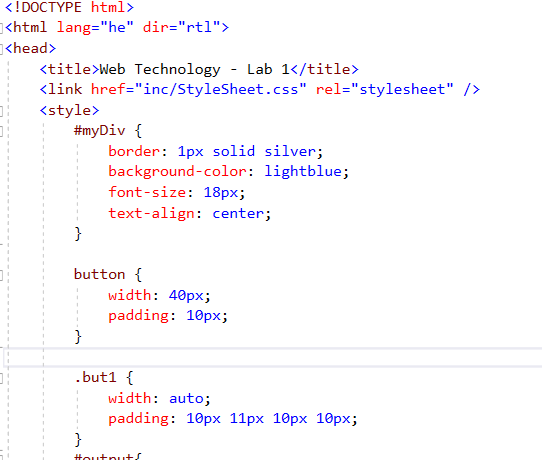 <!DOCTYPE html>
<html lang="he" dir="rtl">
<head>
    <title>Web Technology - Lab 1</title>
    <link href="inc/StyleSheet.css" rel="stylesheet" />
    <style>
        #myDiv {
            border: 1px solid silver;
            background-color: lightblue;
            font-size: 18px;
            text-align: center;
        }

        button {
            width: 40px;
            padding: 10px;
        }

        .but1 {
            width: auto;
            padding: 10px 11px 10px 10px;
        }
        #output{